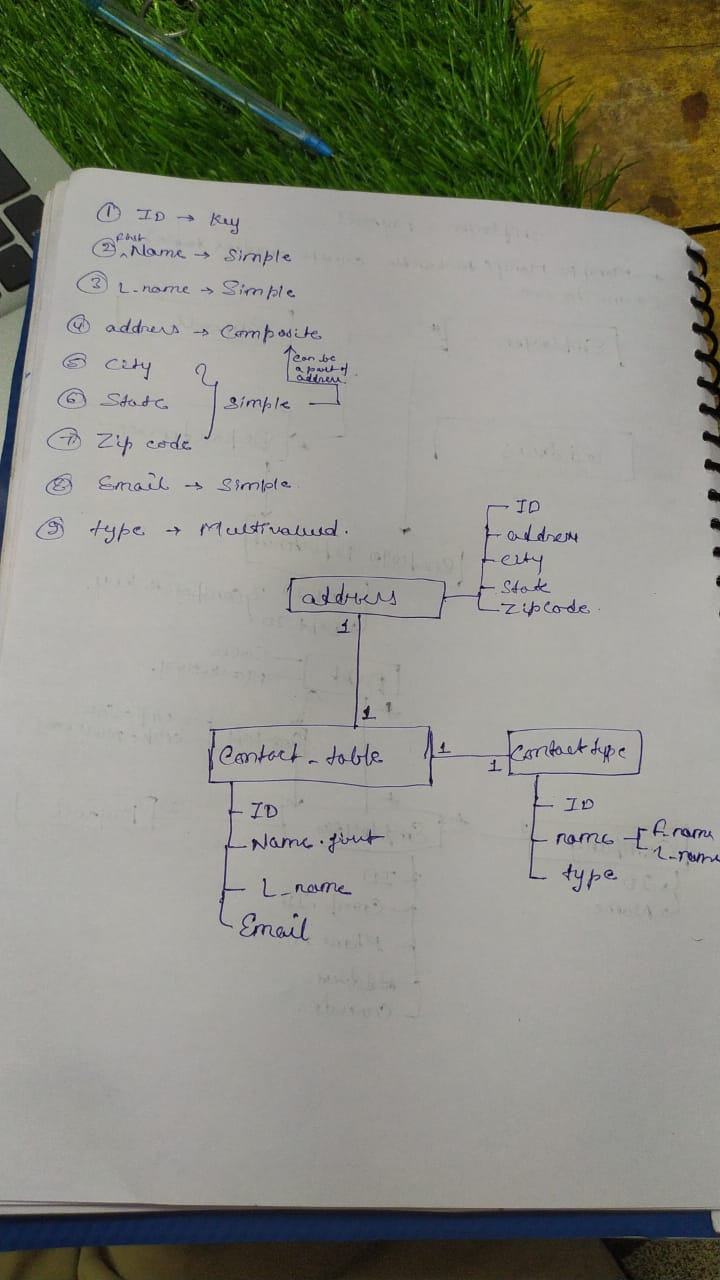 ① ID → Key
② First Name → Simple
③ L-name → Simple
④ address → Composite
can be
a part of
address
⑤ City
⑥ State
Simple
⑦ Zip code
⑧ Email → Simple
⑨ type → Multivalued.
ID
address
city
State
Zipcode.
address
1
1
Contact_table
1
1
Contact type
ID
Name.first
L_name
Email
ID
name
f.name
L-name
type